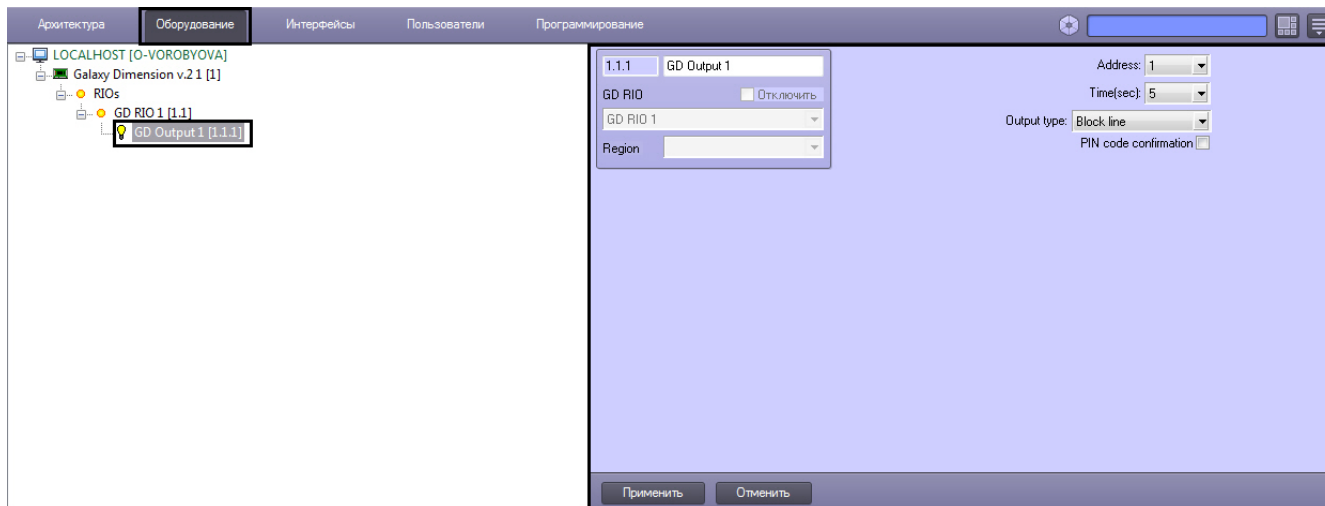 Архитектура Оборудование Интерфейсы Пользователи Программирование
LOCALHOST [O-VOROBYOVA]
Galaxy Dimension v.2 1 [1]
RIOs
GD RIO 1 [1.1]
GD Output 1 [1.1.1]
1.1.1 GD Output 1
GD RIO Отключить
GD RIO 1
Region
Address: 1
Time(sec): 5
Output type: Block line
PIN code confirmation
Применить Отменить